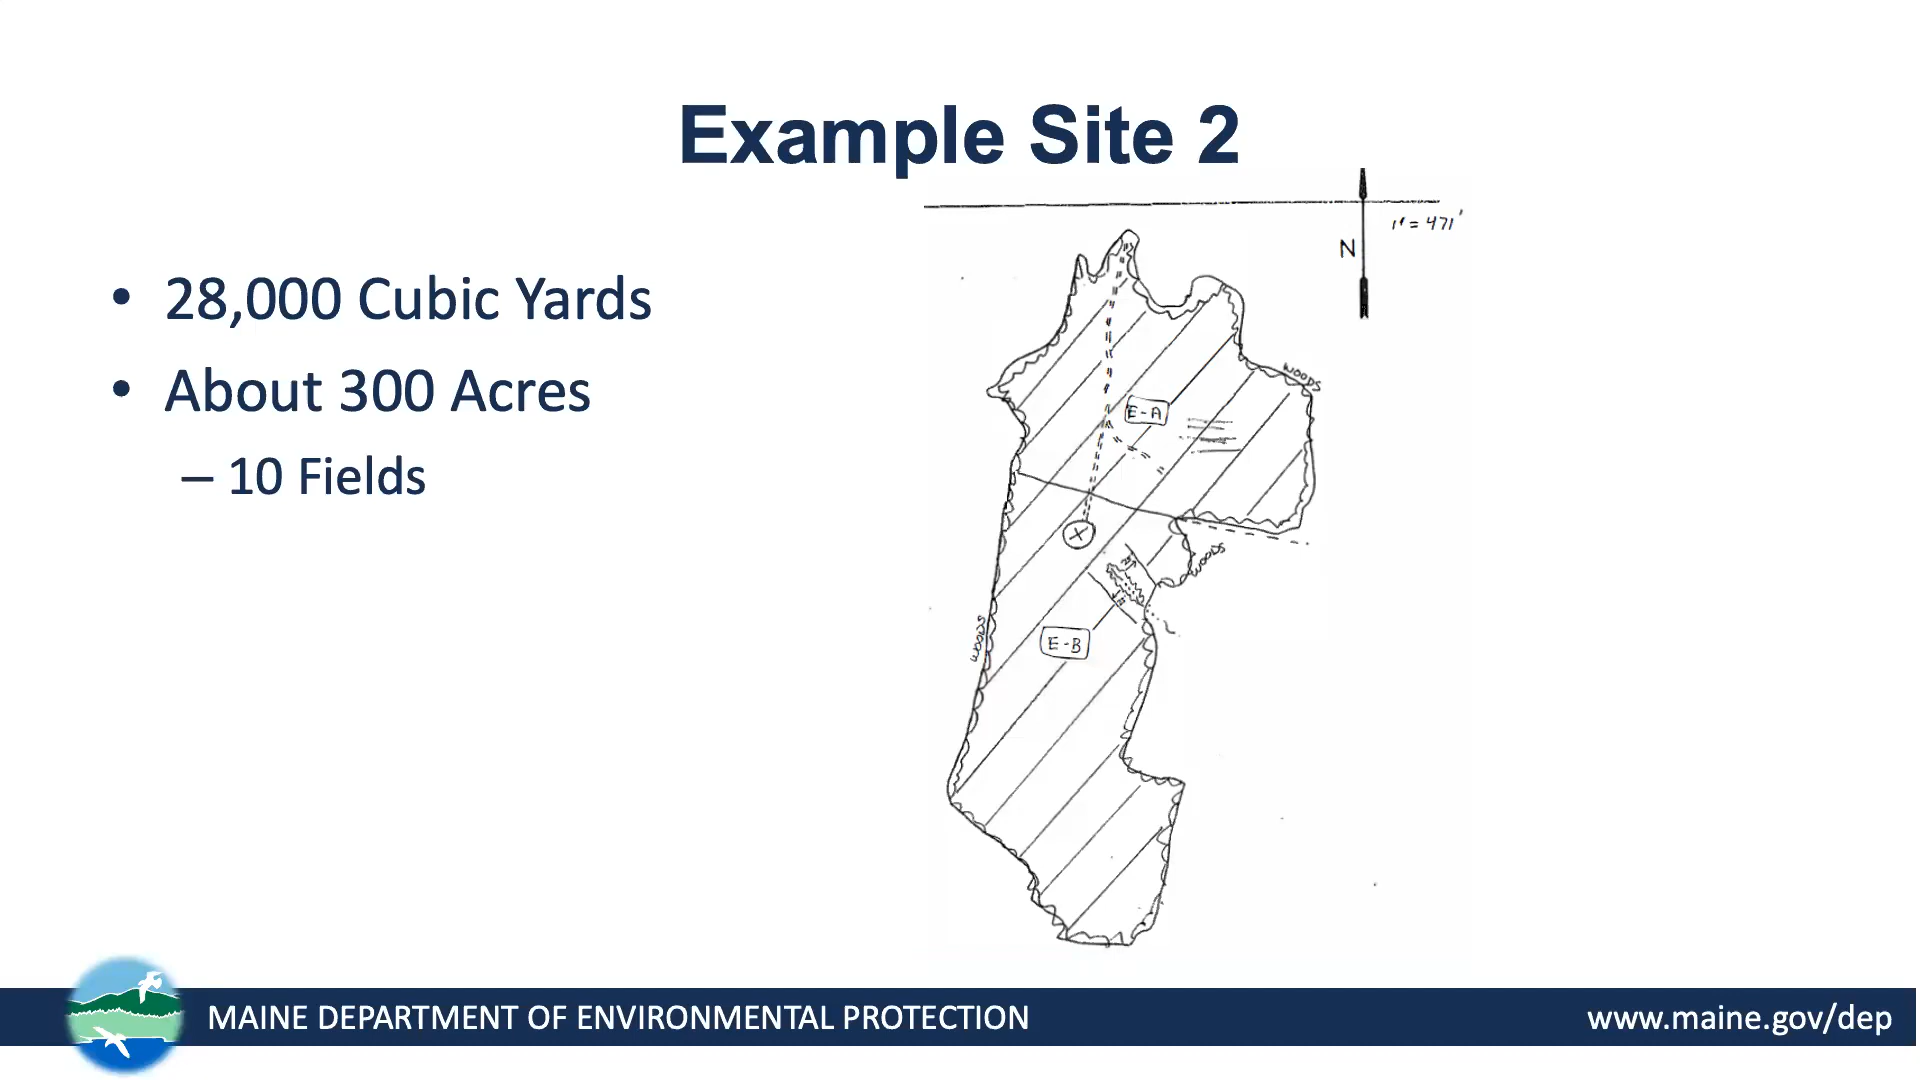 Example Site 2
1" = 471'
N
• 28,000 Cubic Yards
• About 300 Acres
– 10 Fields
WOODS
E-A
WOODS
WOODS
E-B
MAINE DEPARTMENT OF ENVIRONMENTAL PROTECTION
www.maine.gov/dep